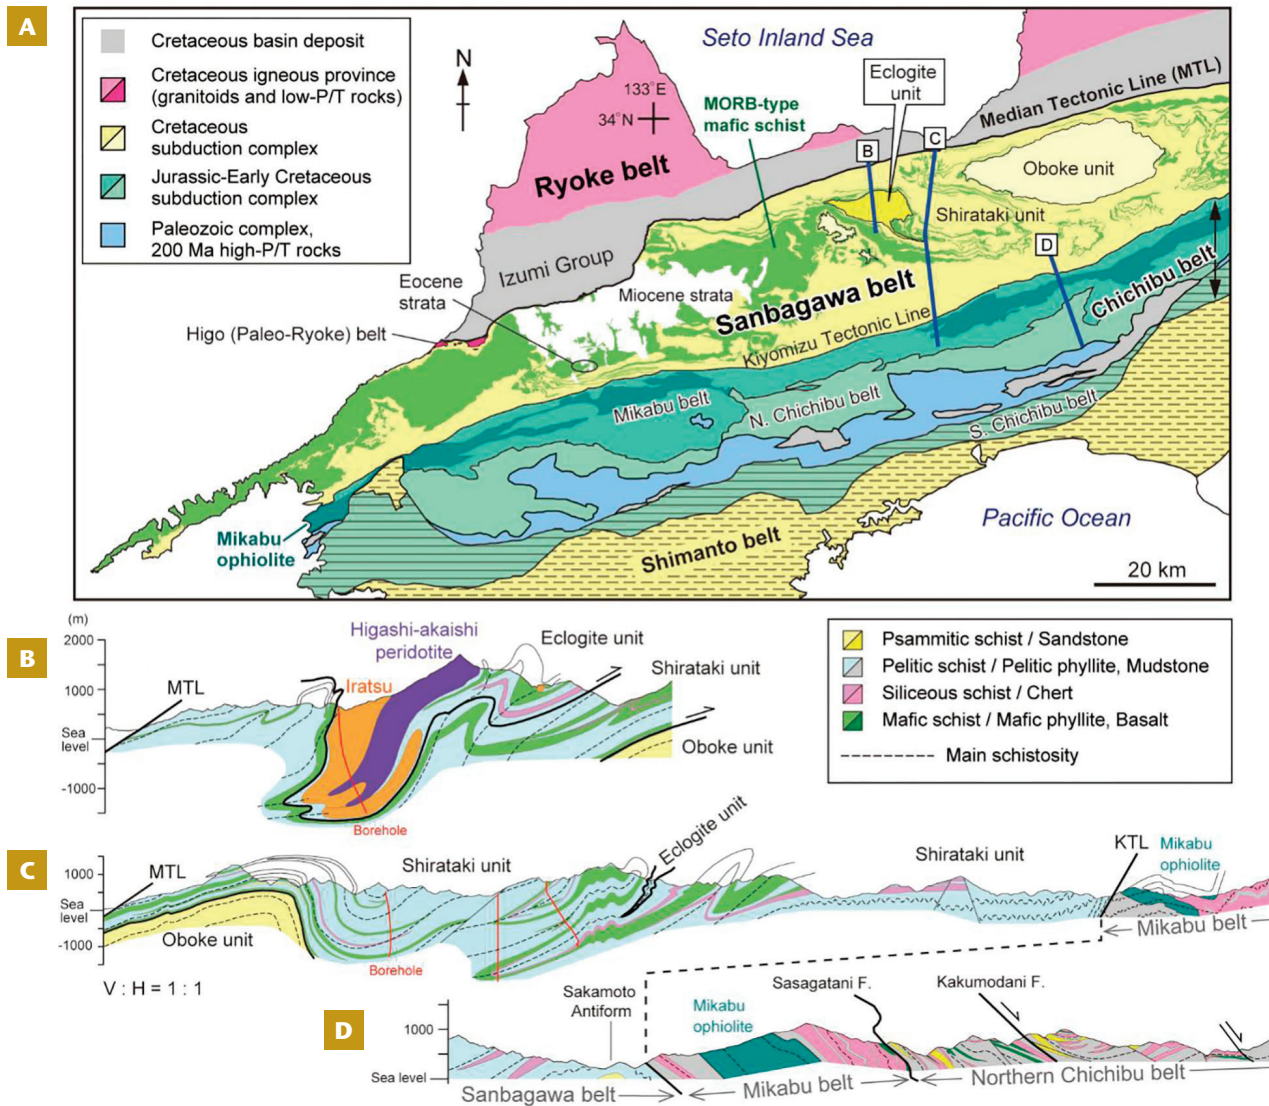 A
Cretaceous basin deposit
Cretaceous igneous province
(granitoids and low-P/T rocks)
Cretaceous
subduction complex
Jurassic-Early Cretaceous
subduction complex
Paleozoic complex,
200 Ma high-P/T rocks
N
133°E
34°N
Seto Inland Sea
Eclogite
unit
MORB-type
mafic schist
Median Tectonic Line (MTL)
B
C
Oboke unit
Ryoke belt
Shirataki unit
D
Izumi Group
Eocene
strata
Miocene strata
Sanbagawa belt
Chichibu belt
Higo (Paleo-Ryoke) belt
Kiyomizu Tectonic Line
Mikabu belt
N. Chichibu belt
S. Chichibu belt
Mikabu
ophiolite
Shimanto belt
Pacific Ocean
20 km
B
(m)
2000
1000
Sea
level
-1000
MTL
Higashi-akaishi
peridotite
Iratsu
Eclogite unit
Shirataki unit
Oboke unit
Borehole
Psammitic schist / Sandstone
Pelitic schist / Pelitic phyllite, Mudstone
Siliceous schist / Chert
Mafic schist / Mafic phyllite, Basalt
Main schistosity
C
1000
Sea
level
-1000
MTL
Shirataki unit
Eclogite unit
Shirataki unit
KTL
Mikabu
ophiolite
Oboke unit
Borehole
Mikabu belt
V : H = 1 : 1
D
1000
Sea level
Sakamoto
Antiform
Mikabu
ophiolite
Sasagatani F.
Kakumodani F.
Sanbagawa belt
Mikabu belt
Northern Chichibu belt